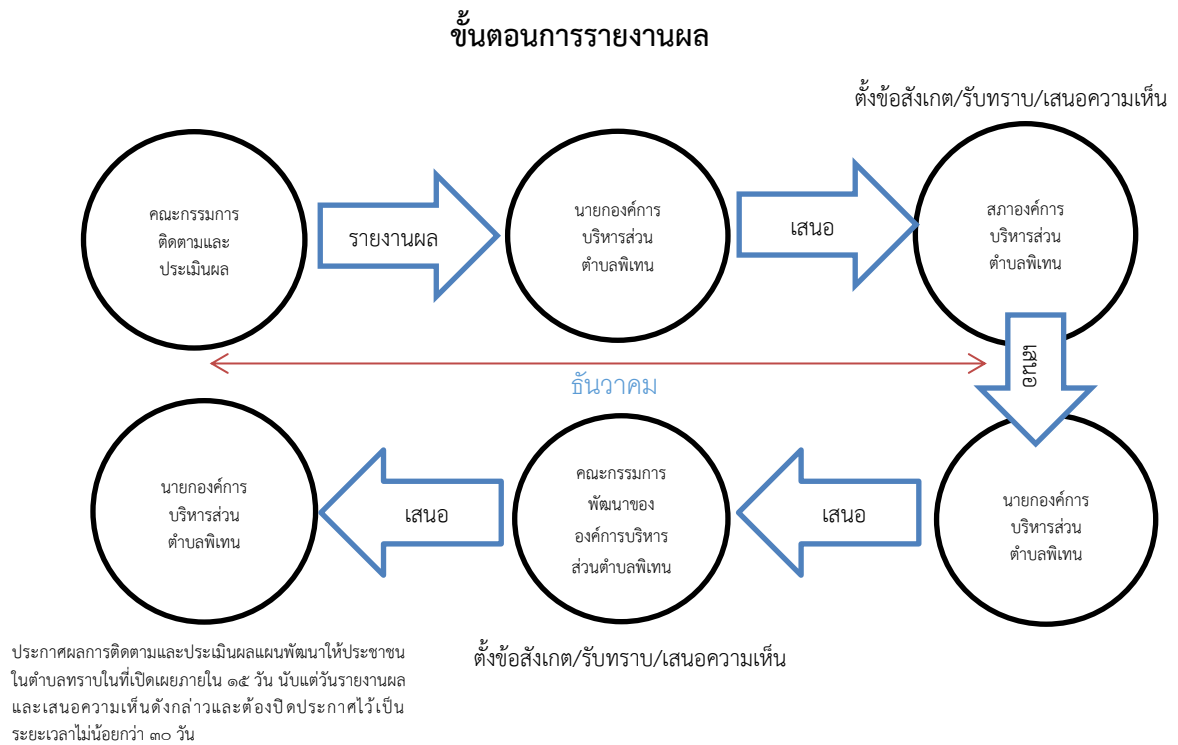 ขั้นตอนการรายงานผล
ตั้งข้อสังเกต/รับทราบ/เสนอความเห็น
คณะกรรมการ
ติดตามและ
ประเมินผล
รายงานผล
นายกองค์การ
บริหารส่วน
ตำบลพิเทน
เสนอ
สภาองค์การ
บริหารส่วน
ตำบลพิเทน
เสนอ
ธันวาคม
นายกองค์การ
บริหารส่วน
ตำบลพิเทน
เสนอ
คณะกรรมการ
พัฒนาของ
องค์การบริหาร
ส่วนตำบลพิเทน
เสนอ
นายกองค์การ
บริหารส่วน
ตำบลพิเทน
ตั้งข้อสังเกต/รับทราบ/เสนอความเห็น
ประกาศผลการติดตามและประเมินผลแผนพัฒนาให้ประชาชน
ในตำบลทราบในที่เปิดเผยภายใน ๑๕ วัน นับแต่วันรายงานผล
และเสนอความเห็นดังกล่าวและต้องปิดประกาศไว้เป็น
ระยะเวลาไม่น้อยกว่า ๓๐ วัน